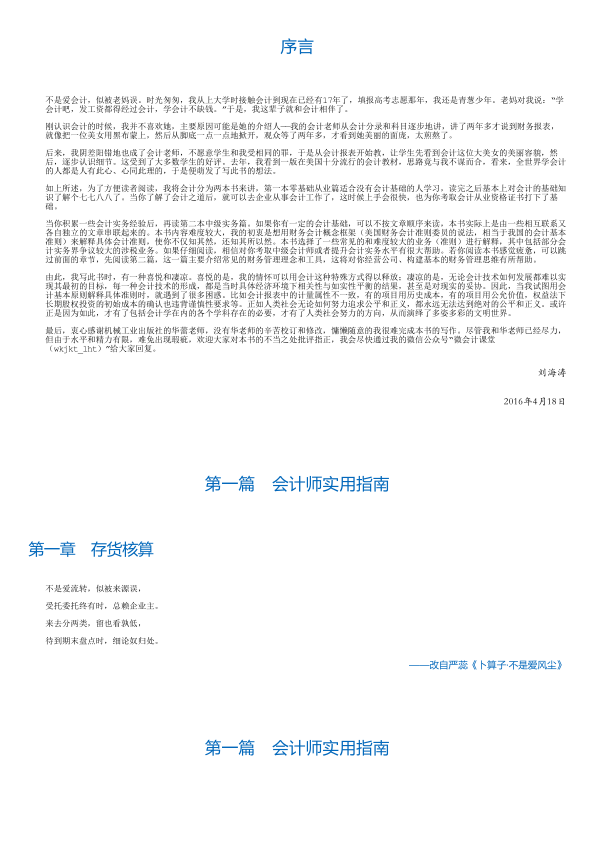 序言
不是爱会计，似被老妈误。时光匆匆，我从上大学时接触会计到现在已经有17年了，填报高考志愿那年，我还是青葱少年。老妈对我说：“学
会计吧，发工资都得经过会计，学会计不缺钱。”于是，我这辈子就和会计相伴了。
刚认识会计的时候，我并不喜欢她，主要原因可能是她的介绍人——我的会计老师从会计分录和科目逐步地讲，讲了两年多才说到财务报表，
就像把一位美女用黑布蒙上，然后从脚底一点一点地掀开，观众等了两年多，才看到她美丽的面庞，太煎熬了。
后来，我阴差阳错地也成了会计老师，不愿意学生和我受相同的罪，于是从会计报表开始教，让学生先看到会计这位大美女的美丽容貌，然
后，逐步认识细节。这受到了大多数学生的好评。去年，我看到一版在美国十分流行的会计教材，思路竟与我不谋而合。看来，全世界学会计
的人都是人有此心、心同此理的，于是便萌发了写此书的想法。
如上所述，为了方便读者阅读，我将会计分为两本书来讲。第一本零基础从业篇适合没有会计基础的人学习，读完之后基本上对会计的基础知
识了解个七七八八了，当你了解了会计之道后，就可以去企业从事会计工作了，这时候上手会很快，也为你考取会计从业资格证书打下了基
础。
当你积累一些会计实务经验后，再读第二本中级实务篇。如果你有一定的会计基础，可以不按文章顺序来读。本书实际上是由一些相互联系又
各自独立的文章串联起来的。本书内容难度较大，我的初衷是想用财务会计概念框架（美国财务会计准则委员的说法，相当于我国的会计基本
准则）来解释具体会计准则，使你不仅知其然，还知其所以然。本书选择了一些常见的和难度较大的业务（准则）进行解释，其中包括部分会
计实务界争议较大的涉税业务。如果仔细阅读，相信对你考取中级会计师或者提升会计实务水平有很大帮助。若你阅读本书感觉疲惫，可以跳
过前面的章节，先阅读第二篇，这一篇主要介绍常见的财务管理理念和工具，这将对你经营公司、构建基本的财务管理思维有所帮助。
由此，我写此书时，有一种喜悦和凄凉。喜悦的是，我的情怀可以用会计这种特殊方式得以释放；凄凉的是，无论会计技术如何发展都难以实
现其最初的目标，每一种会计技术的形成，都是当时具体经济环境下相关性与如实性平衡的结果，甚至是对现实的妥协。因此，当我试图用会
计基本原则解释具体准则时，就遇到了很多困惑。比如会计报表中的计量属性不一致，有的项目用历史成本，有的项目用公允价值，权益法下
长期股权投资的初始成本的确认也违背谨慎性要求等。正如人类社会无论如何努力追求公平和正义，都永远无法达到绝对的公平和正义。或许
正是因为如此，才有了包括会计学在内的各个学科存在的必要，才有了人类社会努力的方向，从而演绎了多姿多彩的文明世界。
最后，衷心感谢机械工业出版社的华蕾老师，没有华老师的辛苦校订和修改，慵懒随意的我很难完成本书的写作。尽管我和华老师已经尽力，
但由于水平和精力有限，难免出现瑕疵，欢迎大家对本书的不当之处批评指正，我会尽快通过我的微信公众号“微会计课堂
（wkjkt_lht）”给大家回复。
刘海涛
2016年4月18日
第一篇 会计师实用指南
第一章 存货核算
不是爱流转，似被来源误，
受托委托终有时，总赖企业主。
来去分两类，留也看孰低，
待到期末盘点时，细论奴归处。
——改自严蕊《卜算子·不是爱风尘》
第一篇 会计师实用指南